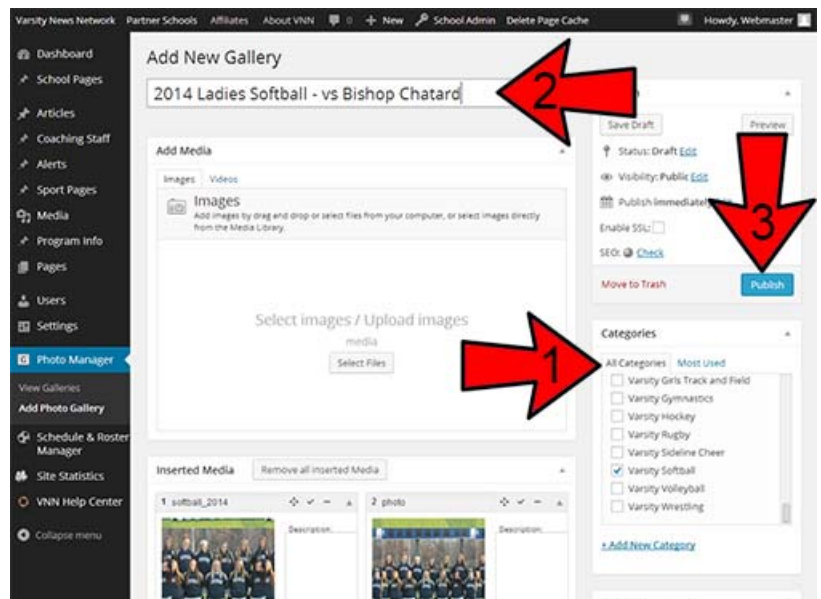 Varsity News Network Partner Schools Affiliates About VNN 0 + New School Admin Delete Page Cache Howdy, Webmaster
Dashboard
School Pages
Articles
Coaching Staff
Alerts
Sport Pages
Media
Program Info
Pages
Users
Settings
Photo Manager
View Galleries
Add Photo Gallery
Schedule & Roster
Manager
Site Statistics
VNN Help Center
Collapse menu
Add New Gallery
2014 Ladies Softball - vs Bishop Chatard
2
Add Media
Images Videos
Images
Add images by drag and drop or select files from your computer, or select images directly
from the Media Library.
Select images / Upload images
media
Select Files
1
Inserted Media Remove all inserted Media
1 softball_2014
Description:
2 photo
Description:
Save Draft Preview
Status: Draft Edit
Visibility: Public Edit
Publish immediately
3
Enable SSL:
SEO: Check
Move to Trash Publish
Categories
All Categories Most Used
Varsity Girls Track and Field
Varsity Gymnastics
Varsity Hockey
Varsity Rugby
Varsity Sideline Cheer
Varsity Softball
Varsity Volleyball
Varsity Wrestling
+ Add New Category